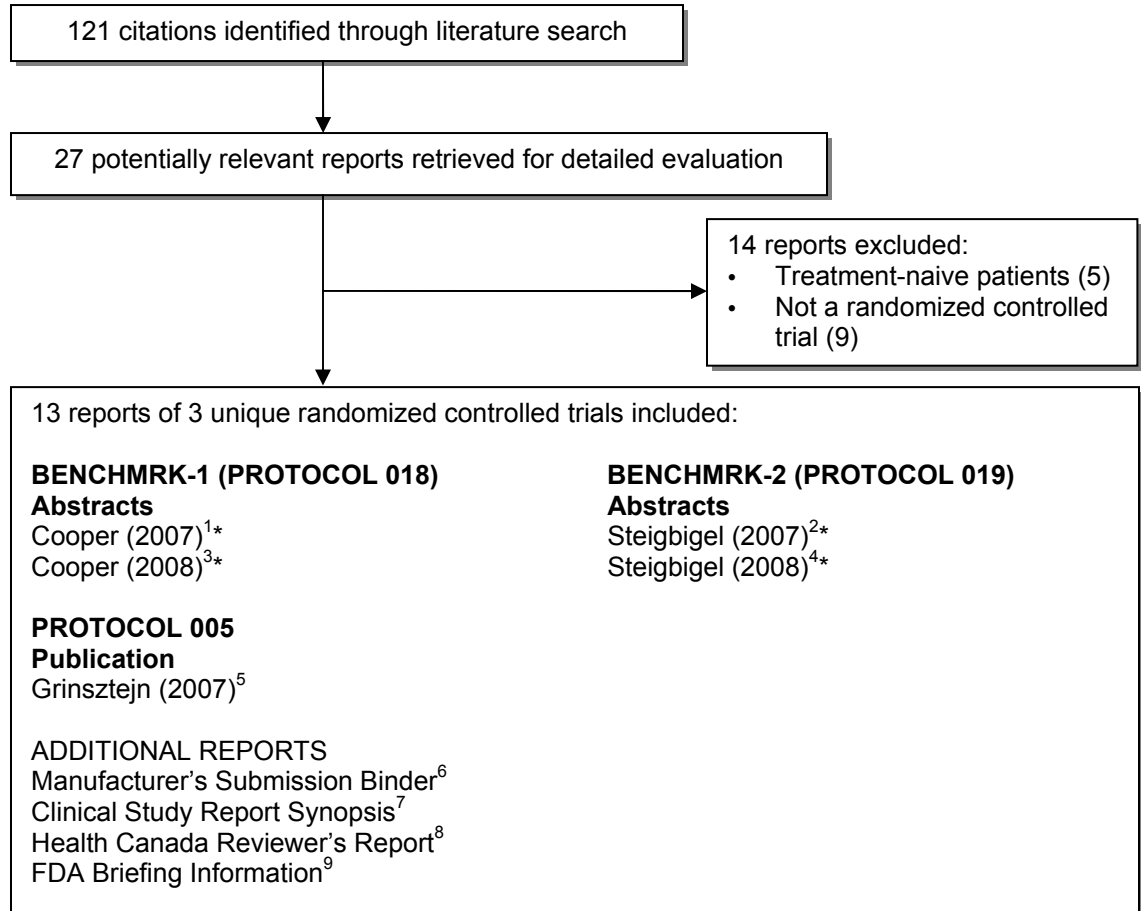 121 citations identified through literature search
27 potentially relevant reports retrieved for detailed evaluation
14 reports excluded:
• Treatment-naive patients (5)
• Not a randomized controlled
trial (9)
13 reports of 3 unique randomized controlled trials included:
BENCHMRK-1 (PROTOCOL 018)
Abstracts
Cooper (2007)1*
Cooper (2008)3*
BENCHMRK-2 (PROTOCOL 019)
Abstracts
Steigbigel (2007)2*
Steigbigel (2008)4*
PROTOCOL 005
Publication
Grinsztejn (2007)5
ADDITIONAL REPORTS
Manufacturer’s Submission Binder6
Clinical Study Report Synopsis7
Health Canada Reviewer’s Report8
FDA Briefing Information9